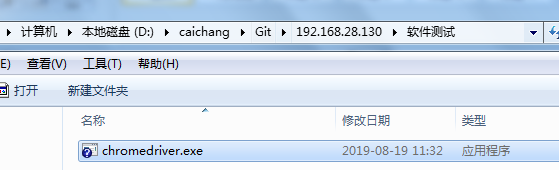 计算机 本地磁盘 (D:) caichang Git 192.168.28.130 软件测试
E) 查看(V) 工具(T) 帮助(H)
打开 新建文件夹
名称 修改日期 类型
chromedriver.exe 2019-08-19 11:32 应用程序